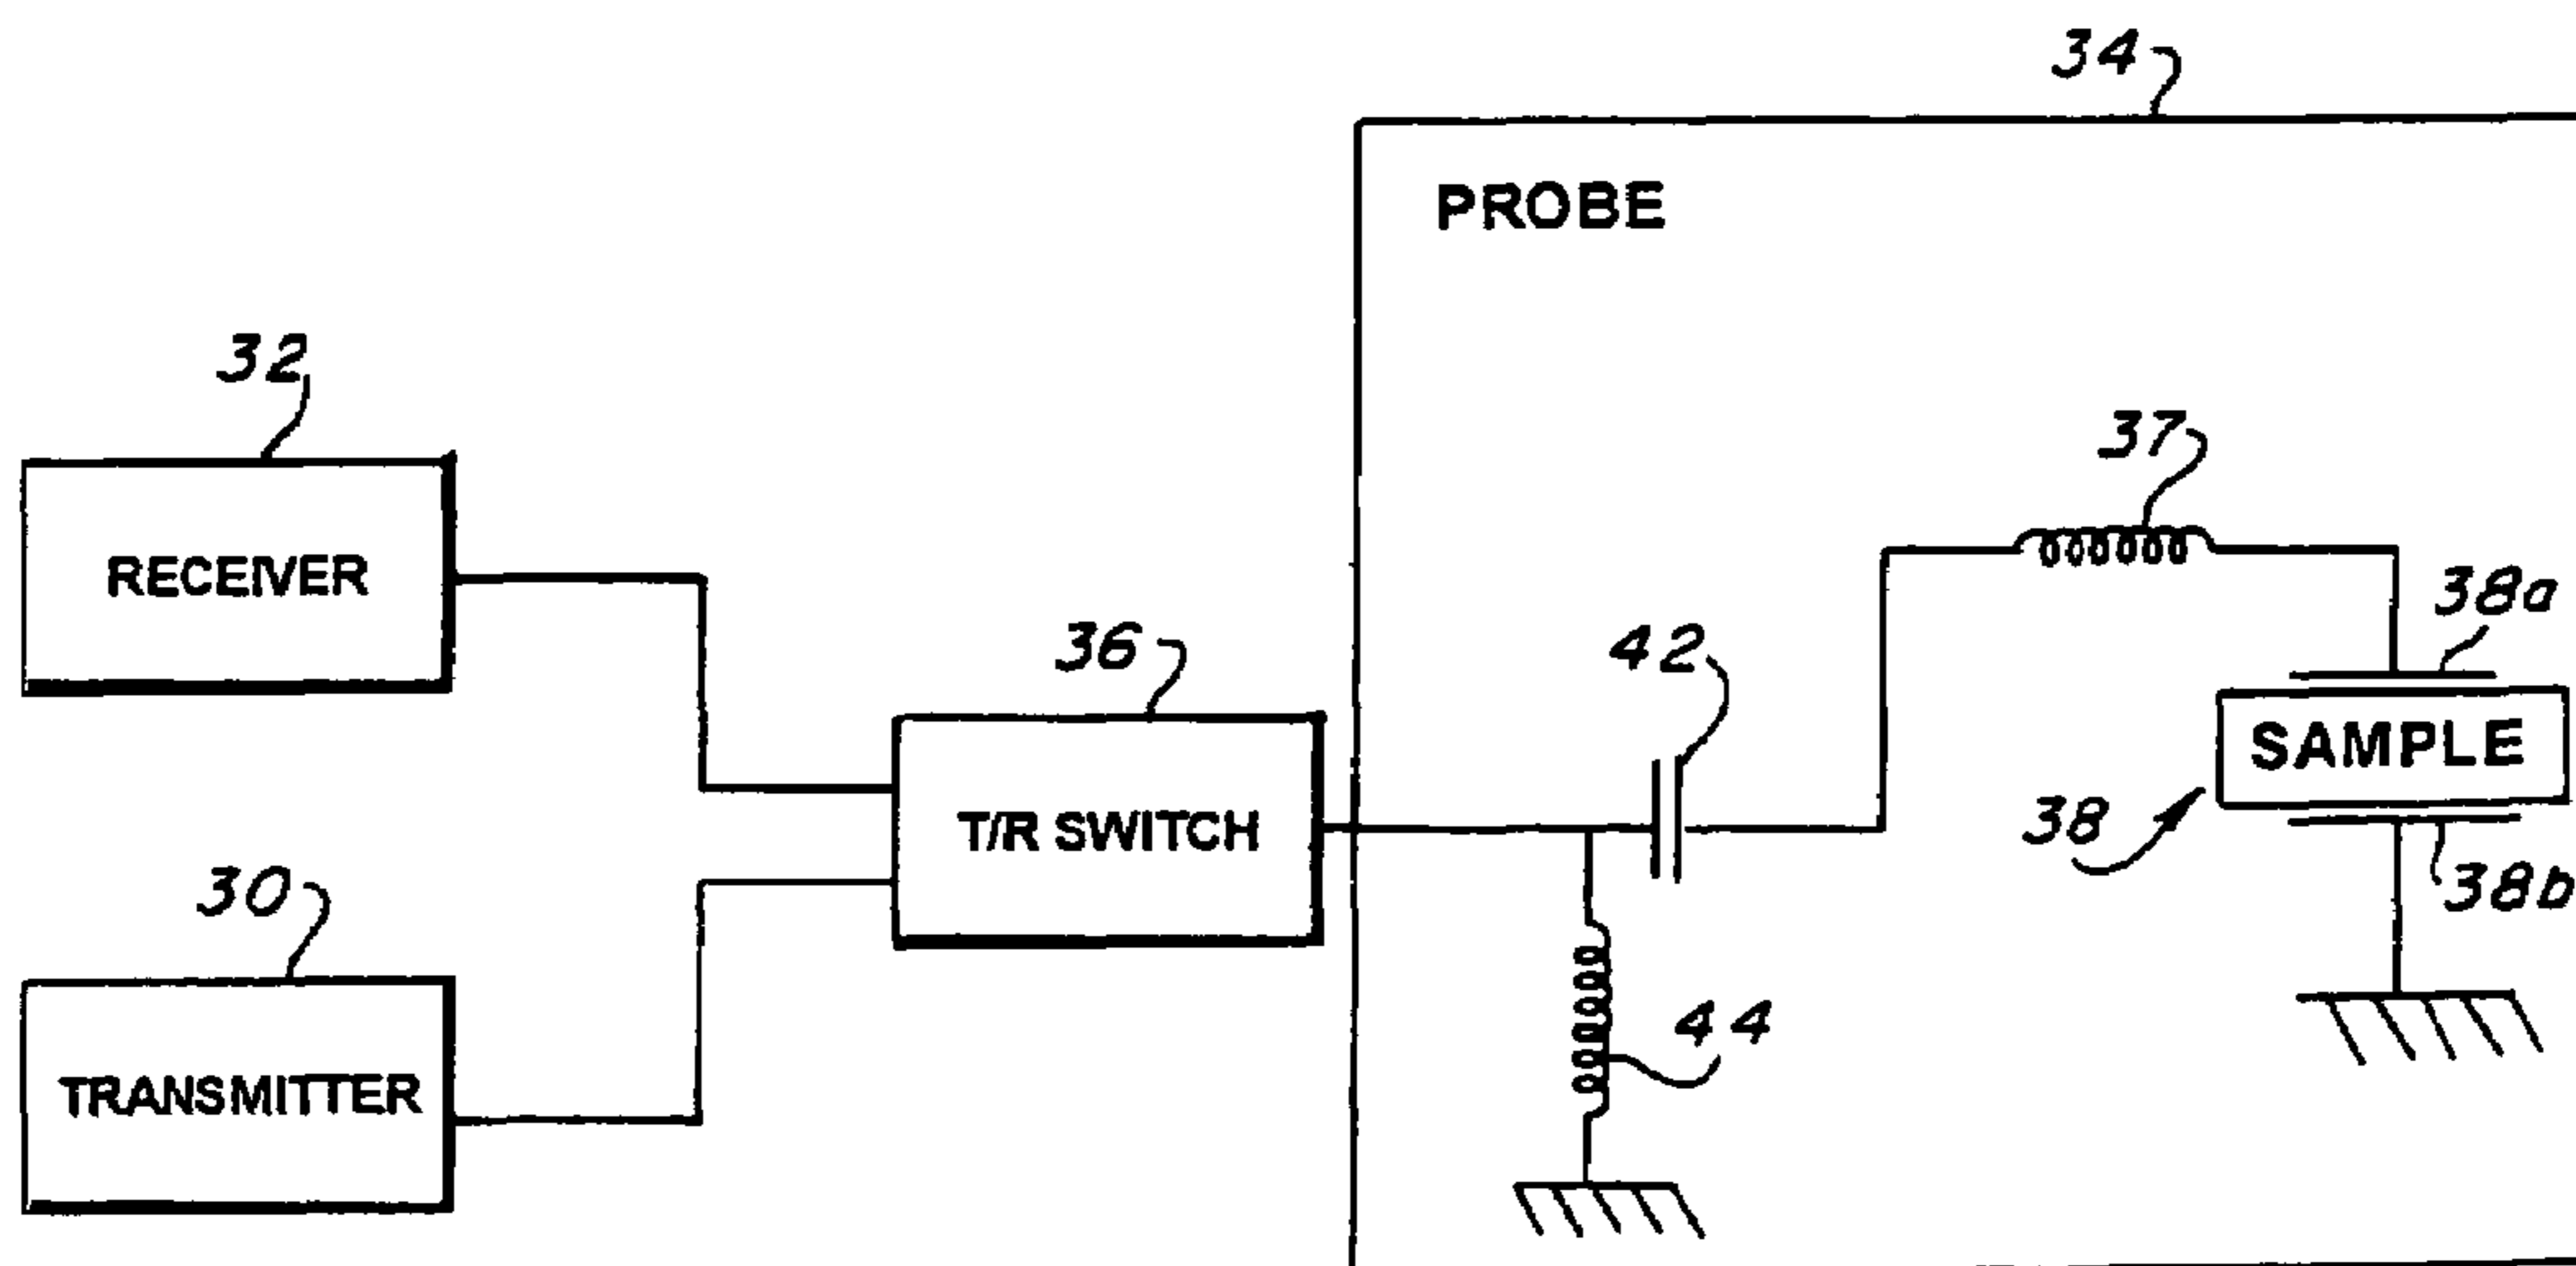 34
PROBE
32
RECEIVER
37
38a
36
42
SAMPLE
T/R SWITCH
38
30
38b
44
TRANSMITTER